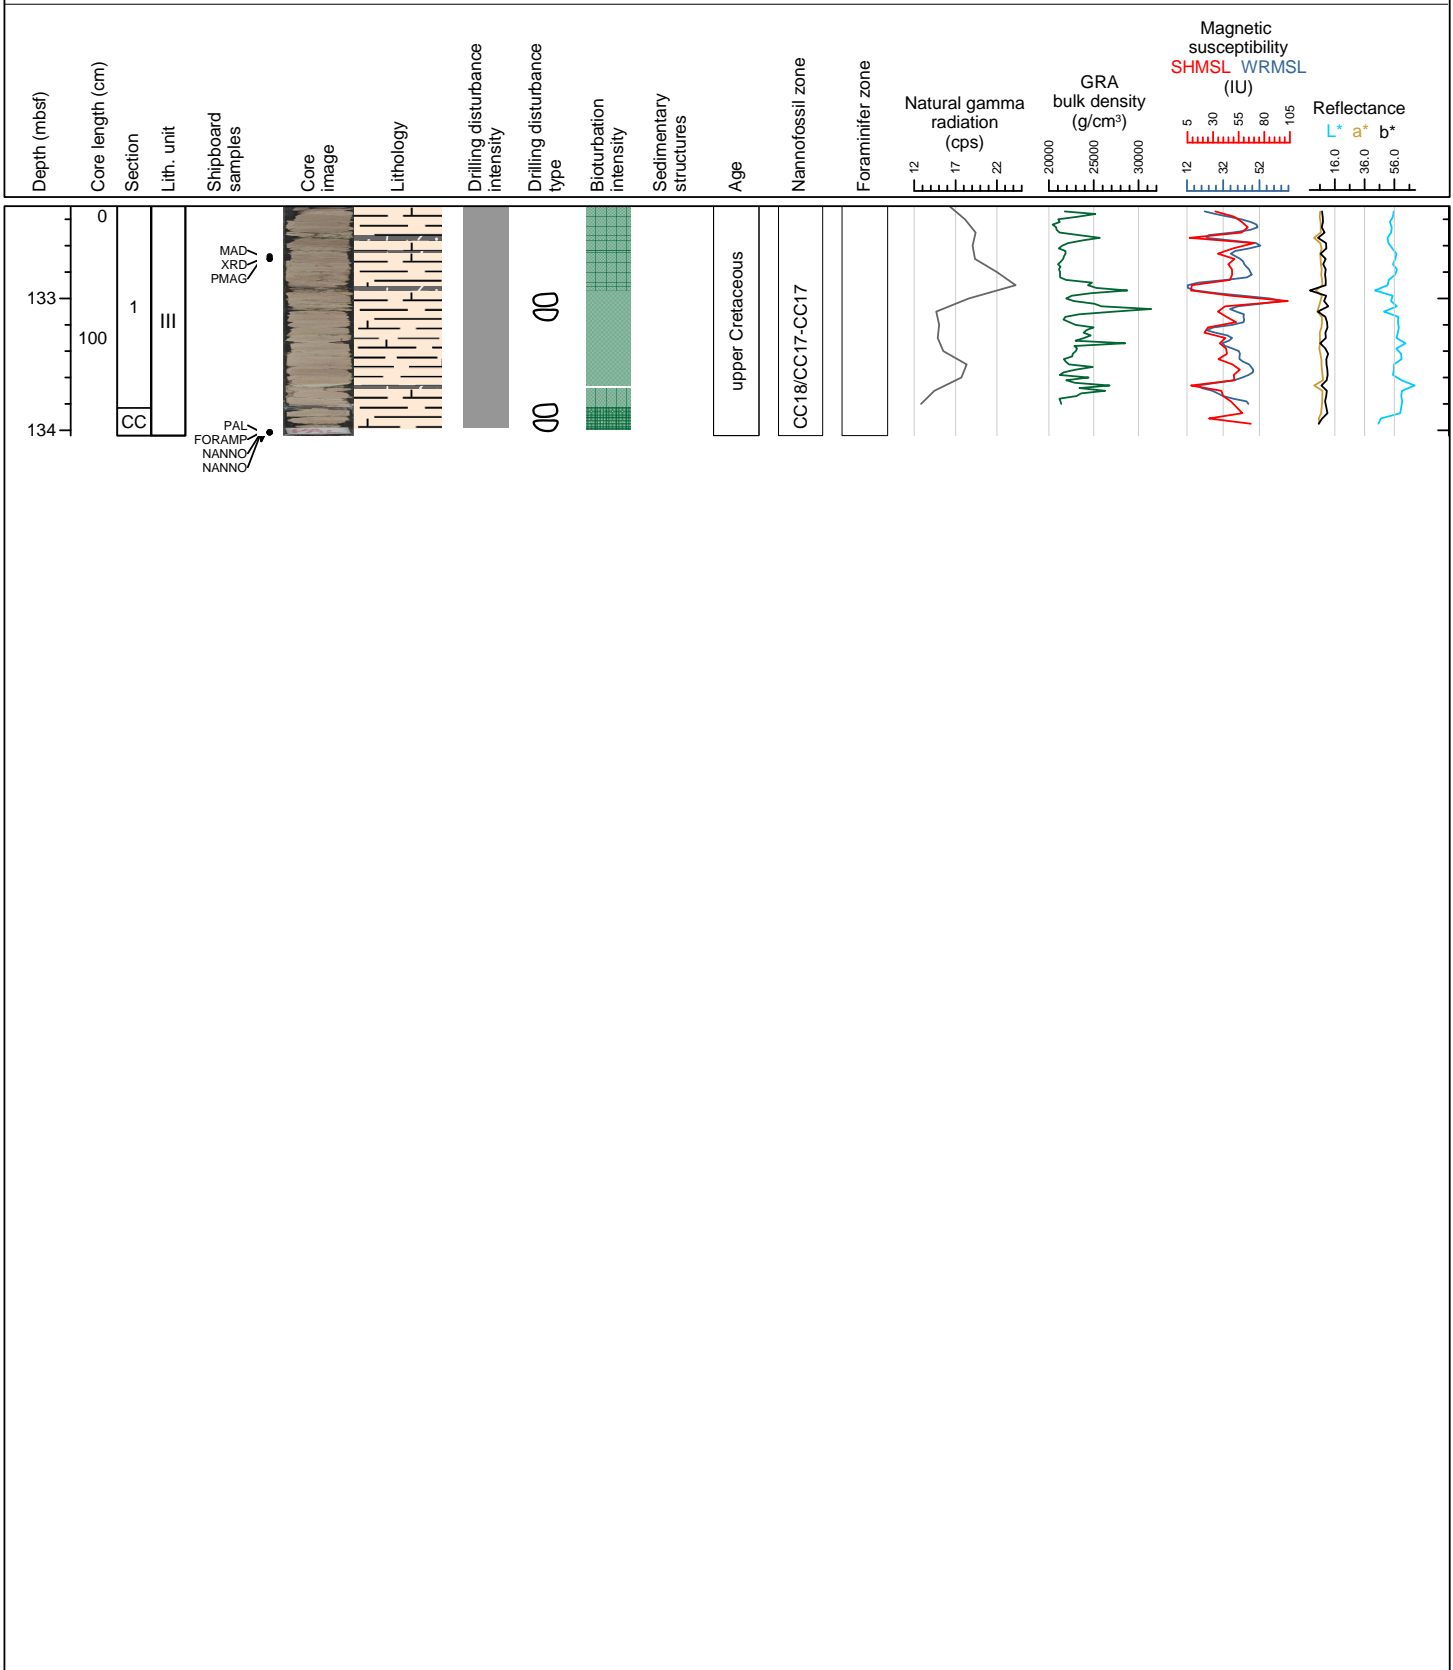 Depth (mbsf)
Core length (cm)
Section
Lith. unit
Shipboard
samples
Core
image
Lithology
Drilling disturbance
intensity
Drilling disturbance
type
Bioturbation
intensity
Sedimentary
structures
Age
Nannofossil zone
Foraminifer zone
Natural gamma
radiation
(cps)
12 17 22
GRA
bulk density
(g/cm³)
20000 25000 30000
Magnetic
susceptibility
SHMSL WRMSL
(IU)
5 30 55 80 105
12 32 52
Reflectance
L* a* b*
16.0 36.0 56.0
0
133
100
134
1
CC
III
MAD
XRD
PMAG
PAL
FORAMP
NANNO
NANNO
upper Cretaceous
CC18/CC17-CC17